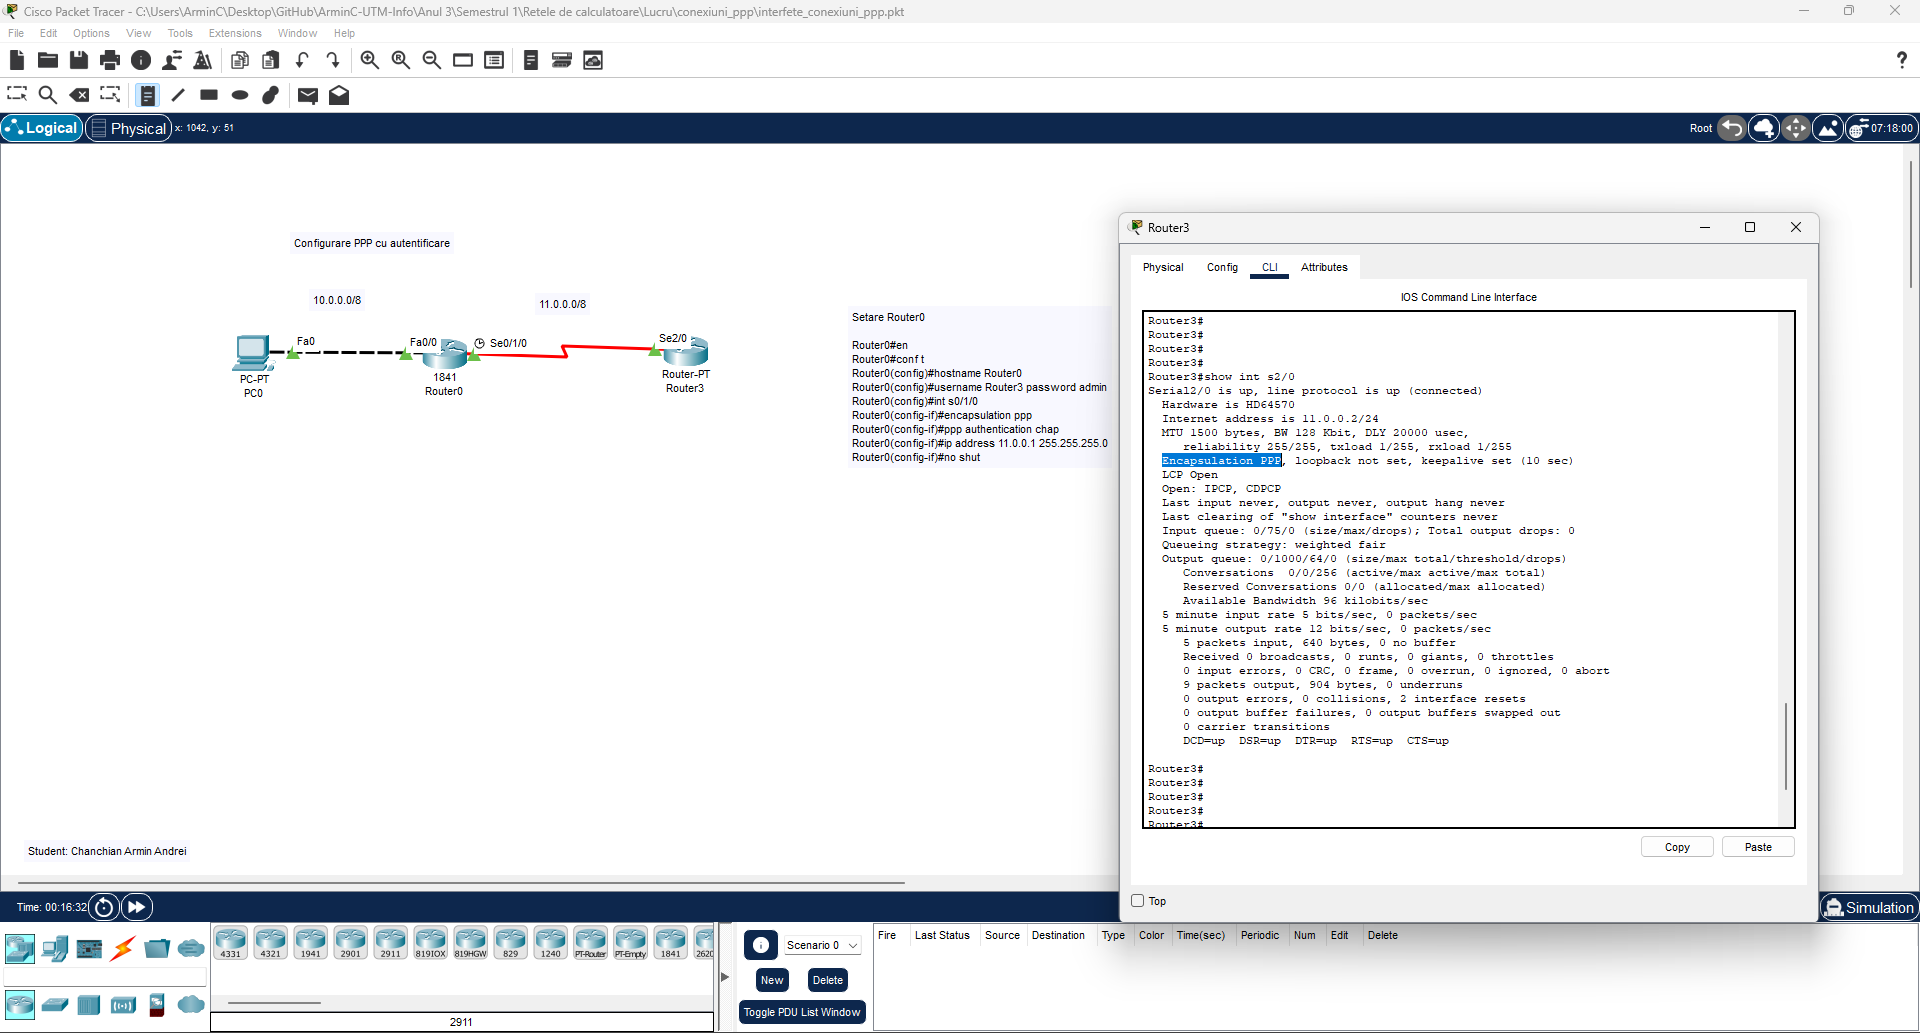 Cisco Packet Tracer - C:\Users\ArminC\Desktop\GitHub\ArminC-UTM-Info\Anul 3\Semestrul 1\Retele de calculatoare\Lucru\conexiuni_ppp\interfete_conexiuni_ppp.pkt
File Edit Options View Tools Extensions Window Help
Logical Physical x: 1042, y: 51 Root 07:18:00
Configurare PPP cu autentificare
10.0.0.0/8
11.0.0.0/8
Fa0
Fa0/0
Se0/1/0
Se2/0
PC-PT
PC0
1841
Router0
Router-PT
Router3
Setare Router0
Router0#en
Router0#conf t
Router0(config)#hostname Router0
Router0(config)#username Router3 password admin
Router0(config)#int s0/1/0
Router0(config-if)#encapsulation ppp
Router0(config-if)#ppp authentication chap
Router0(config-if)#ip address 11.0.0.1 255.255.255.0
Router0(config-if)#no shut
Student: Chanchian Armin Andrei
Router3
Physical Config CLI Attributes
IOS Command Line Interface
Router3#
Router3#
Router3#
Router3#
Router3#show int s2/0
Serial2/0 is up, line protocol is up (connected)
Hardware is HD64570
Internet address is 11.0.0.2/24
MTU 1500 bytes, BW 128 Kbit, DLY 20000 usec,
reliability 255/255, txload 1/255, rxload 1/255
Encapsulation PPP, loopback not set, keepalive set (10 sec)
LCP Open
Open: IPCP, CDPCP
Last input never, output never, output hang never
Last clearing of "show interface" counters never
Input queue: 0/75/0 (size/max/drops); Total output drops: 0
Queueing strategy: weighted fair
Output queue: 0/1000/64/0 (size/max total/threshold/drops)
Conversations 0/0/256 (active/max active/max total)
Reserved Conversations 0/0 (allocated/max allocated)
Available Bandwidth 96 kilobits/sec
5 minute input rate 5 bits/sec, 0 packets/sec
5 minute output rate 12 bits/sec, 0 packets/sec
5 packets input, 640 bytes, 0 no buffer
Received 0 broadcasts, 0 runts, 0 giants, 0 throttles
0 input errors, 0 CRC, 0 frame, 0 overrun, 0 ignored, 0 abort
9 packets output, 904 bytes, 0 underruns
0 output errors, 0 collisions, 2 interface resets
0 output buffer failures, 0 output buffers swapped out
0 carrier transitions
DCD=up DSR=up DTR=up RTS=up CTS=up
Router3#
Router3#
Router3#
Router3#
Router3#
Copy Paste
Top
Time: 00:16:32
Simulation
4331 4321 1941 2901 2911 819IOX 819HGW 829 1240 PT-Router PT-Empty 1841 2620
2911
Scenario 0
New Delete
Toggle PDU List Window
Fire Last Status Source Destination Type Color Time(sec) Periodic Num Edit Delete